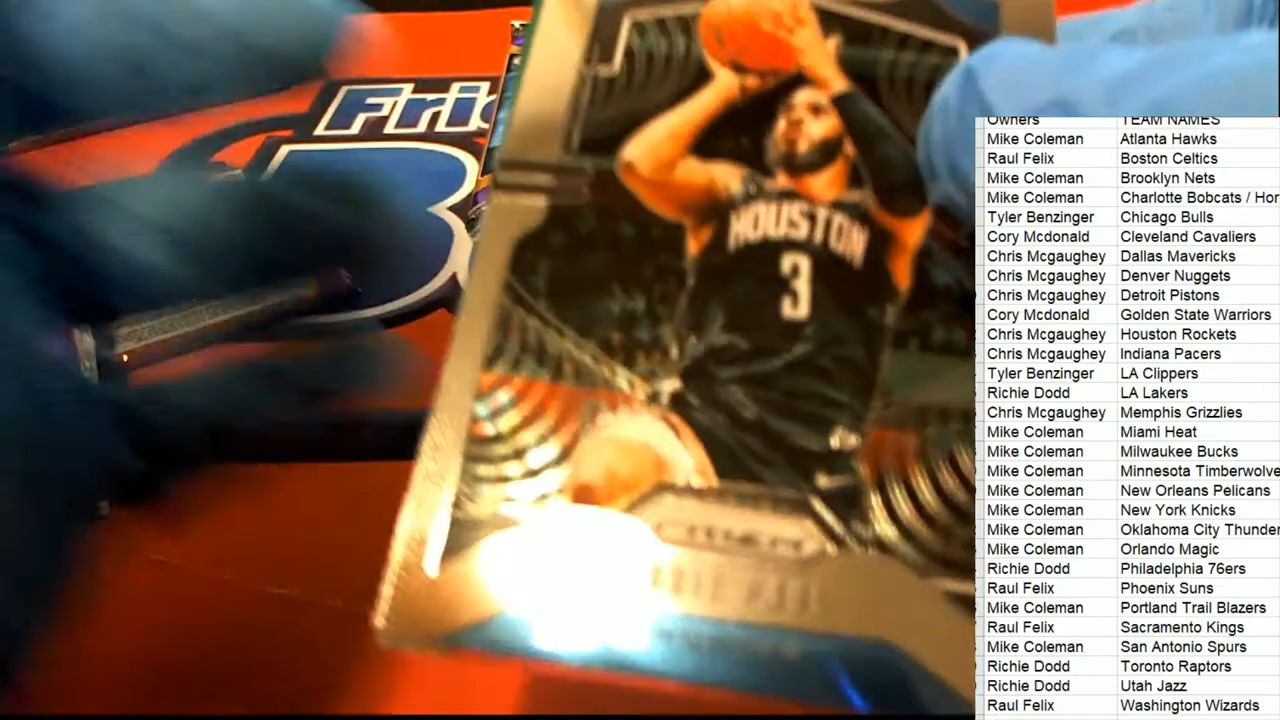 Fris
B
HOUSTON
3
Owners TEAM NAMES
Mike Coleman Atlanta Hawks
Raul Felix Boston Celtics
Mike Coleman Brooklyn Nets
Mike Coleman Charlotte Bobcats / Hor
Tyler Benzinger Chicago Bulls
Cory Mcdonald Cleveland Cavaliers
Chris Mcgaughey Dallas Mavericks
Chris Mcgaughey Denver Nuggets
Chris Mcgaughey Detroit Pistons
Cory Mcdonald Golden State Warriors
Chris Mcgaughey Houston Rockets
Chris Mcgaughey Indiana Pacers
Tyler Benzinger LA Clippers
Richie Dodd LA Lakers
Chris Mcgaughey Memphis Grizzlies
Mike Coleman Miami Heat
Mike Coleman Milwaukee Bucks
Mike Coleman Minnesota Timberwolve
Mike Coleman New Orleans Pelicans
Mike Coleman New York Knicks
Mike Coleman Oklahoma City Thunder
Mike Coleman Orlando Magic
Richie Dodd Philadelphia 76ers
Raul Felix Phoenix Suns
Mike Coleman Portland Trail Blazers
Raul Felix Sacramento Kings
Mike Coleman San Antonio Spurs
Richie Dodd Toronto Raptors
Richie Dodd Utah Jazz
Raul Felix Washington Wizards